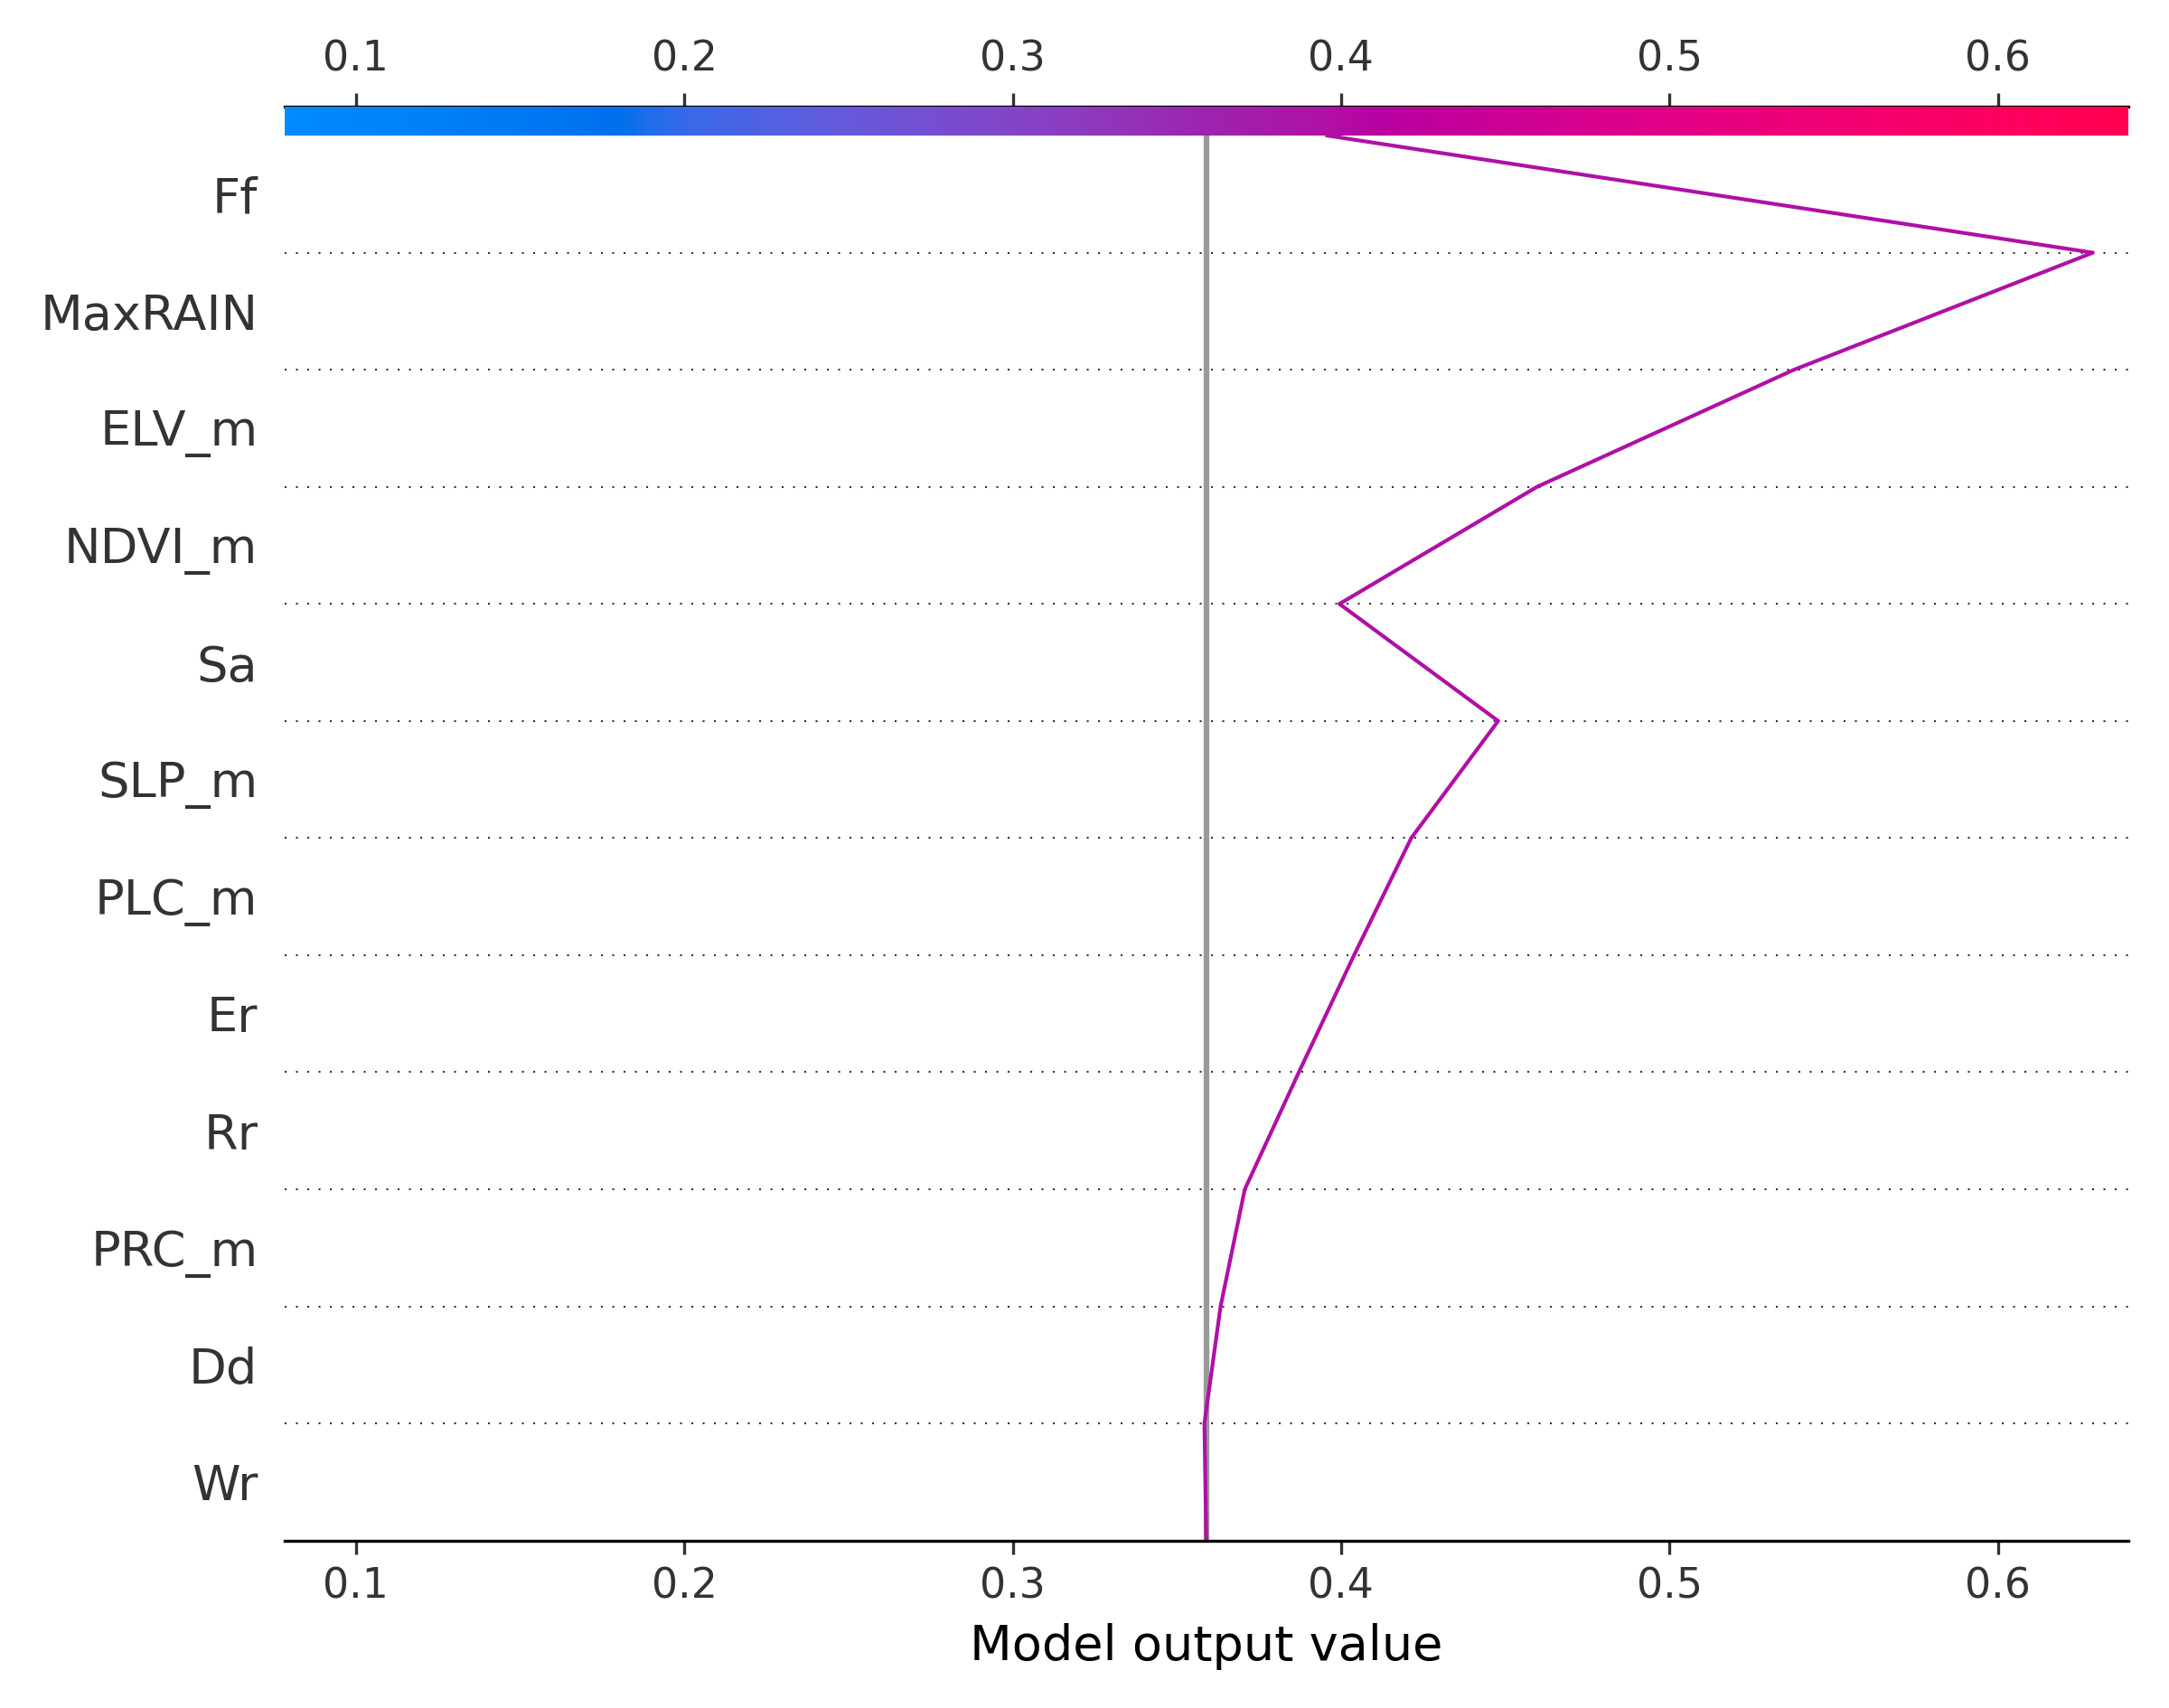 0.1 0.2 0.3 0.4 0.5 0.6
Ff
MaxRAIN
ELV_m
NDVI_m
Sa
SLP_m
PLC_m
Er
Rr
PRC_m
Dd
Wr
0.1 0.2 0.3 0.4 0.5 0.6
Model output value